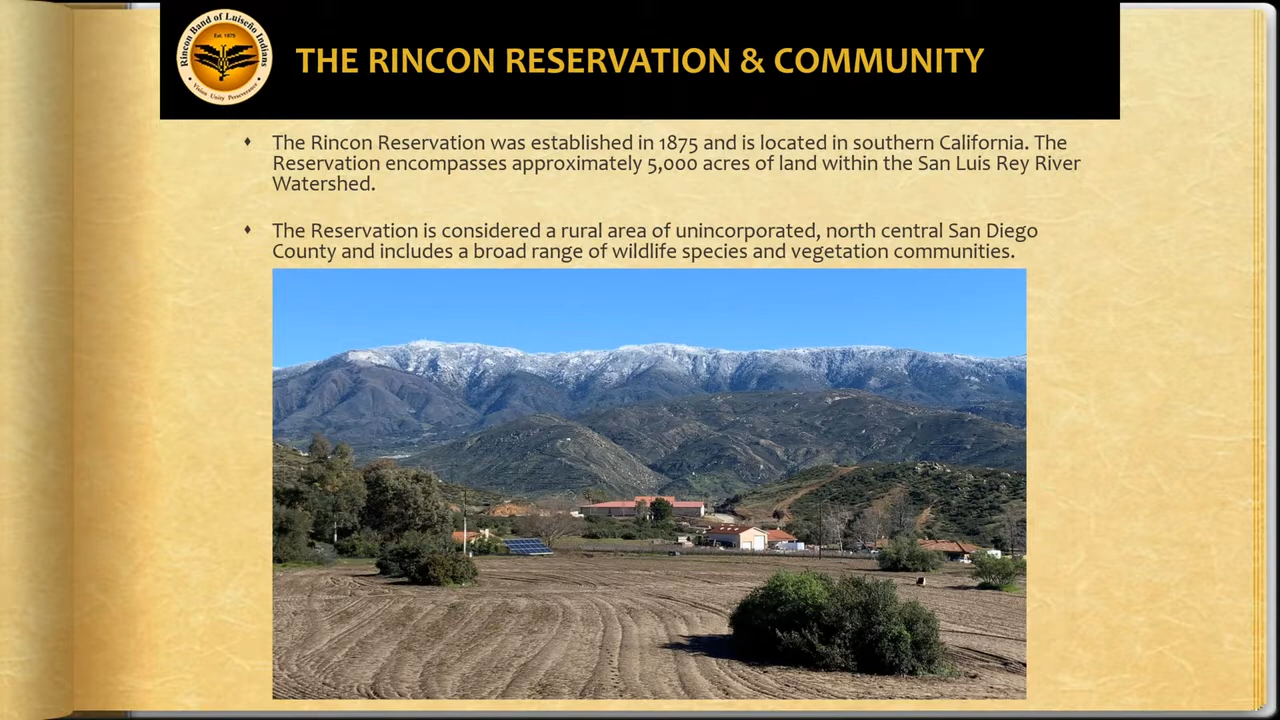 Rincon Band of Luiseño Indians
Est. 1875
Vision Unity Perseverance
THE RINCON RESERVATION & COMMUNITY
The Rincon Reservation was established in 1875 and is located in southern California. The
Reservation encompasses approximately 5,000 acres of land within the San Luis Rey River
Watershed.
The Reservation is considered a rural area of unincorporated, north central San Diego
County and includes a broad range of wildlife species and vegetation communities.